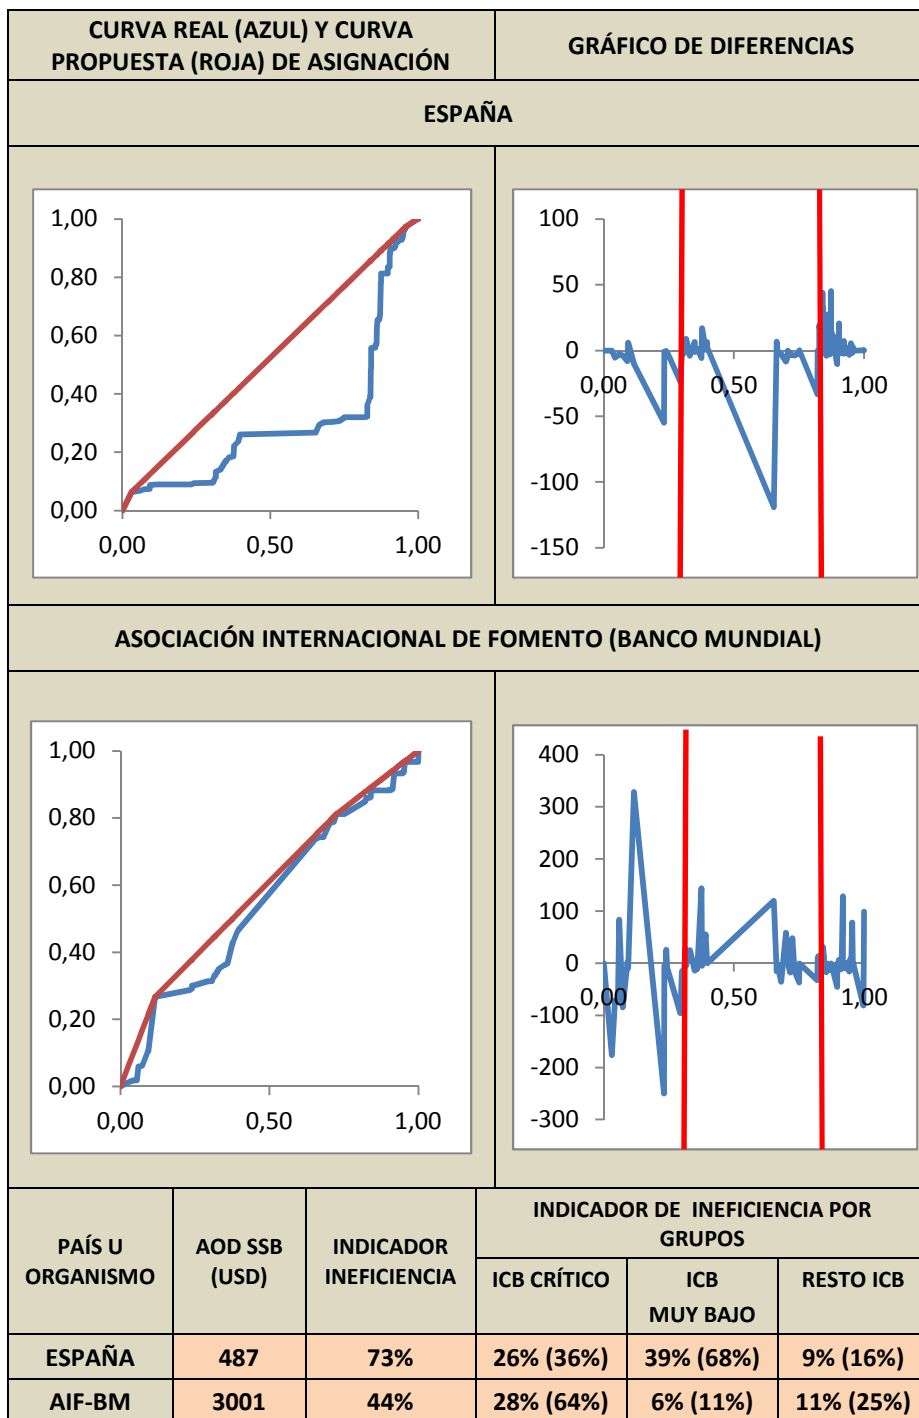 CURVA REAL (AZUL) Y CURVA
PROPUESTA (ROJA) DE ASIGNACIÓN
GRÁFICO DE DIFERENCIAS
ESPAÑA
1,00
0,80
0,60
0,40
0,20
0,00
0,00 0,50 1,00
100
50
0
-50
-100
-150
0,00 0,50 1,00
ASOCIACIÓN INTERNACIONAL DE FOMENTO (BANCO MUNDIAL)
1,00
0,80
0,60
0,40
0,20
0,00
0,00 0,50 1,00
400
300
200
100
0
-100
-200
-300
0,00 0,50 1,00
PAÍS U
ORGANISMO
AOD SSB
(USD)
INDICADOR
INEFICIENCIA
INDICADOR DE INEFICIENCIA POR
GRUPOS
ICB CRÍTICO
ICB
MUY BAJO
RESTO ICB
ESPAÑA 487 73% 26% (36%) 39% (68%) 9% (16%)
AIF-BM 3001 44% 28% (64%) 6% (11%) 11% (25%)